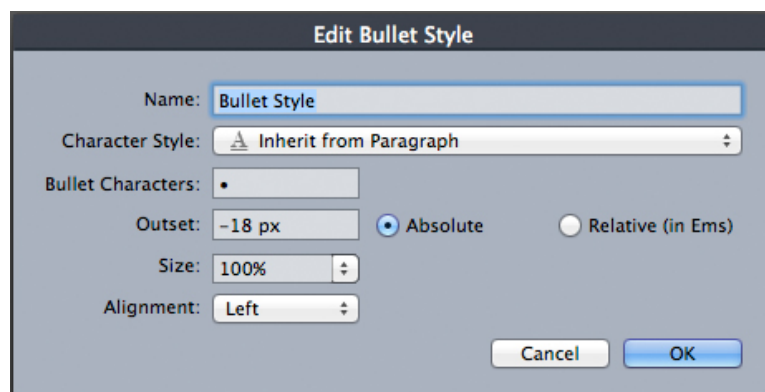 Edit Bullet Style
Name: Bullet Style
Character Style: A Inherit from Paragraph
Bullet Characters: •
Outset: -18 px Absolute Relative (in Ems)
Size: 100%
Alignment: Left
Cancel OK